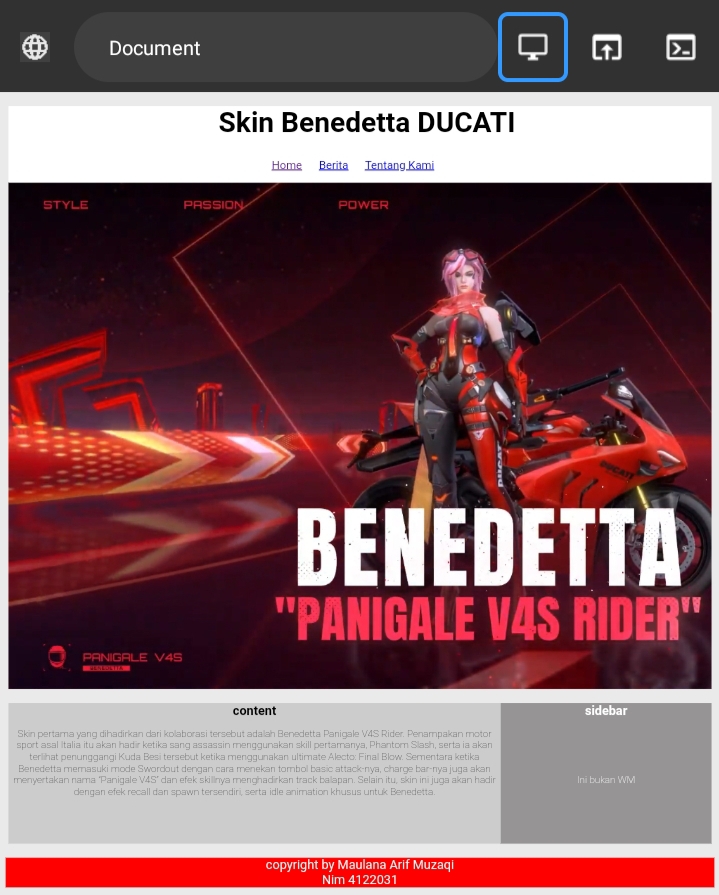 Document
Skin Benedetta DUCATI
Home Berita Tentang Kami
STYLE PASSION POWER
DUCATI
DUCATI
BENEDETTA
"PANIGALE V4S RIDER"
PANIGALE V4S
BENEDETTA
content
Skin pertama yang dihadirkan dari kolaborasi tersebut adalah Benedetta Panigale V4S Rider. Penampakan motor
sport asal Italia itu akan hadir ketika sang assassin menggunakan skill pertamanya, Phantom Slash, serta ia akan
terlihat penunggangi Kuda Besi tersebut ketika menggunakan ultimate Alecto: Final Blow. Sementara ketika
Benedetta memasuki mode Swordout dengan cara menekan tombol basic attack-nya, charge bar-nya juga akan
menyertakan nama "Panigale V4S" dan efek skillnya menghadirkan track balapan. Selain itu, skin ini juga akan hadir
dengan efek recall dan spawn tersendiri, serta idle animation khusus untuk Benedetta.
sidebar
Ini bukan WM
copyright by Maulana Arif Muzaqi
Nim 4122031